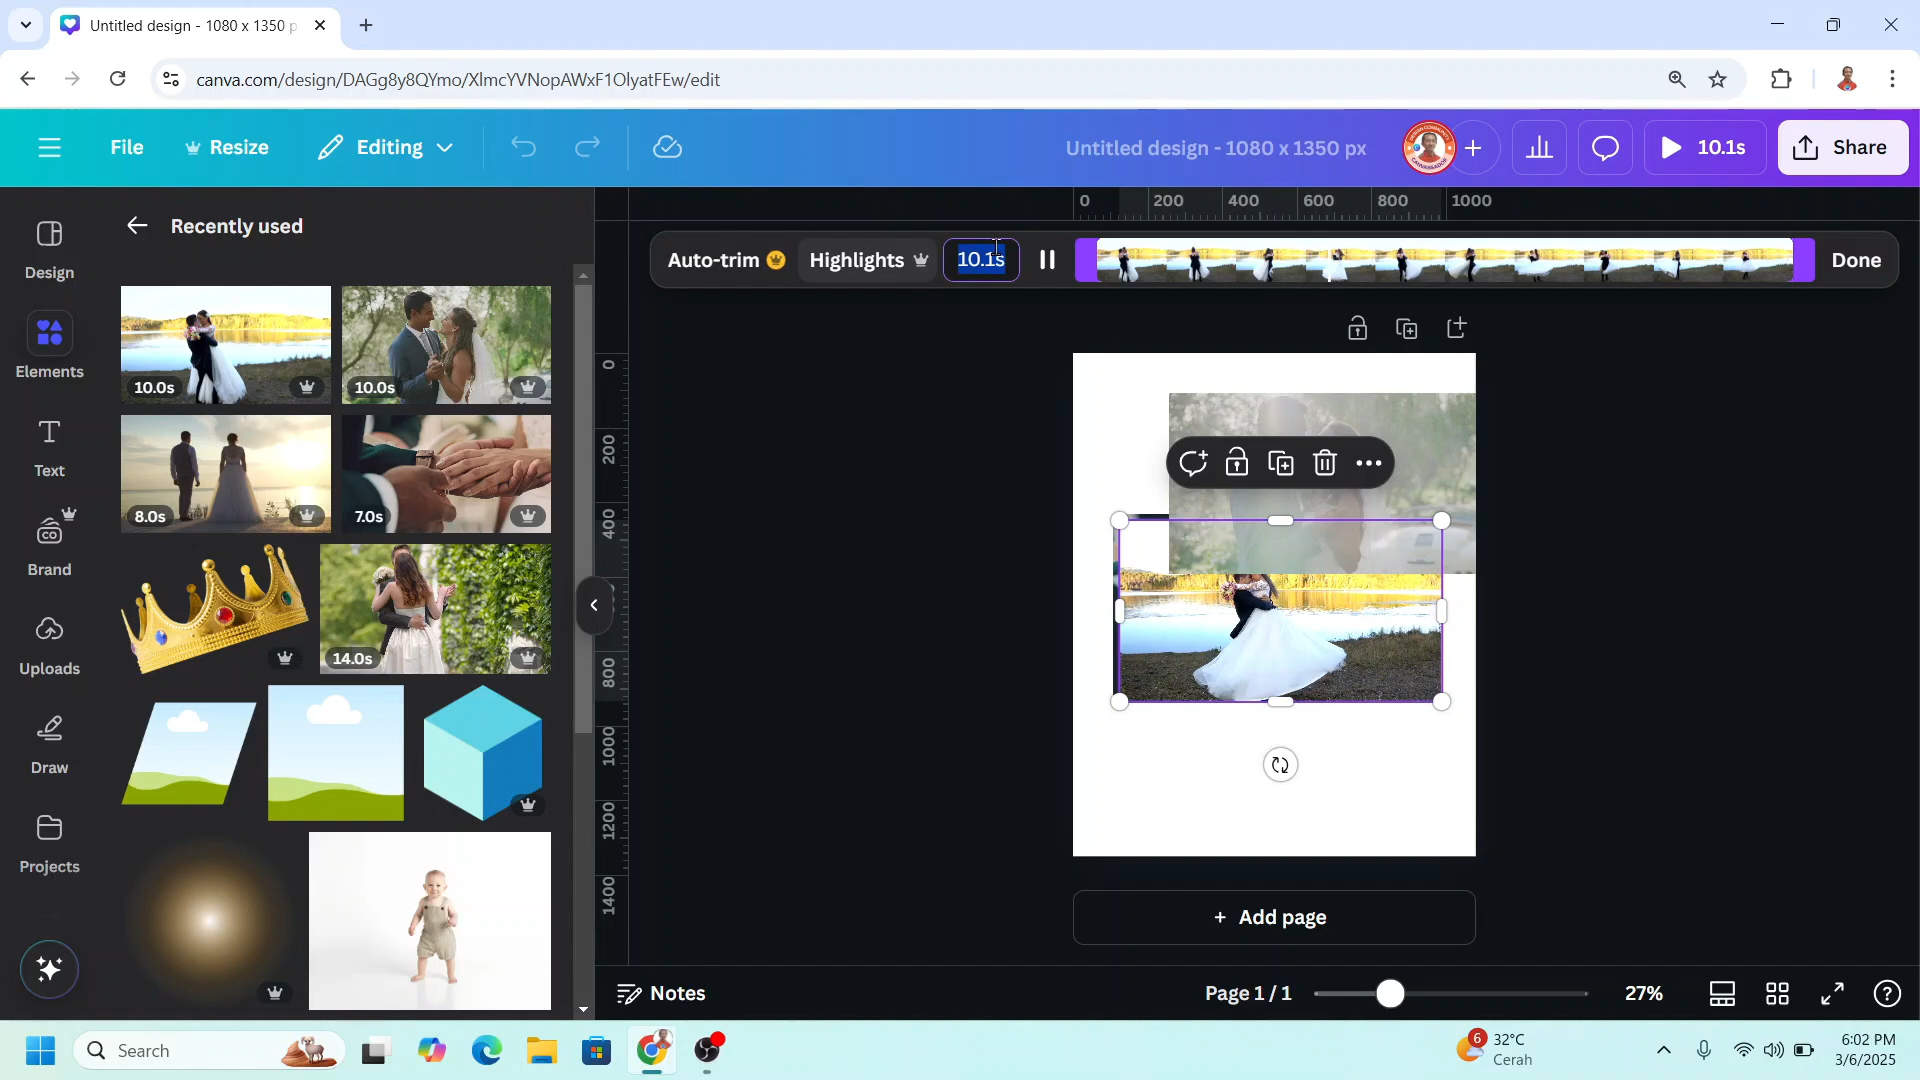 Untitled design - 1080 x 1350 p
canva.com/design/DAGg8y8QYmo/XlmcYVNopAWxF1OlyatFEw/edit
File
Resize
Editing
Untitled design - 1080 x 1350 px
10.1s
Share
Design
Elements
Text
Brand
Uploads
Draw
Projects
Recently used
10.0s
10.0s
8.0s
7.0s
14.0s
0 200 400 600 800 1000
Auto-trim
Highlights
10.1s
Done
0
200
400
600
800
1000
1200
1400
+ Add page
Notes
Page 1 / 1
27%
Search
6
32°C
Cerah
6:02 PM
3/6/2025